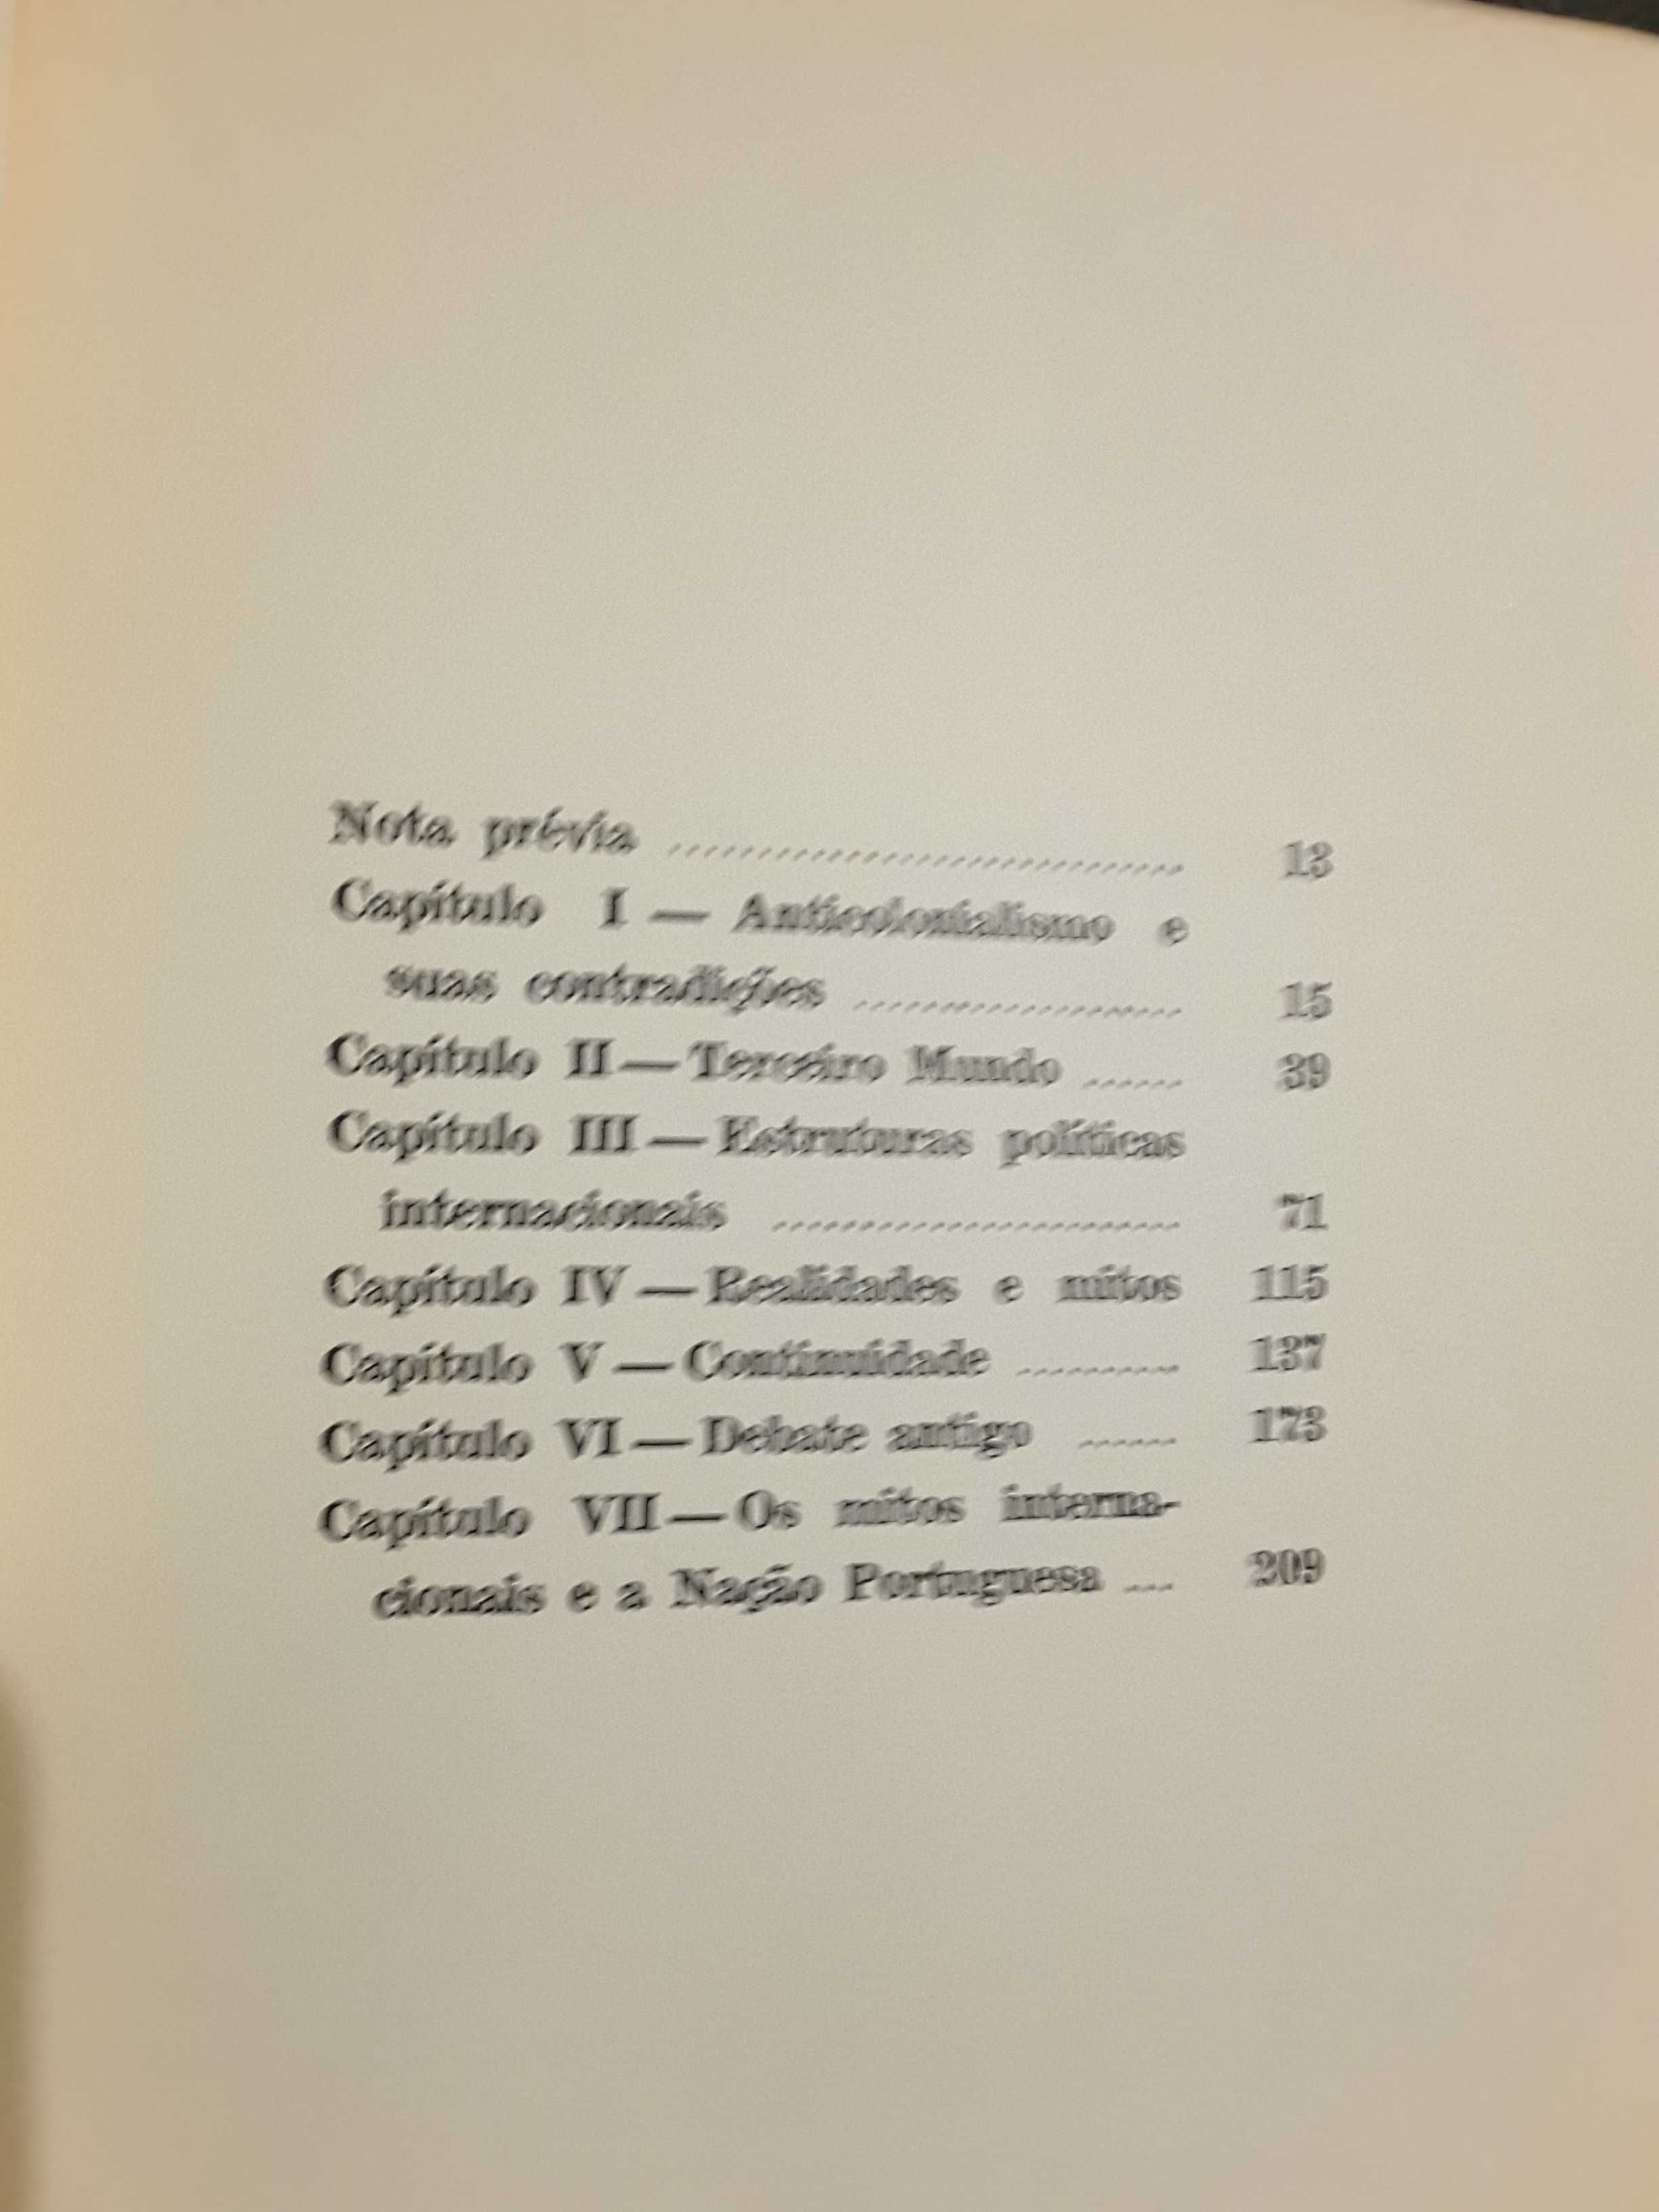 Nota prévia .............................. 13
Capítulo I — Anticolonialismo e
suas contradições ................... 15
Capítulo II — Terceiro Mundo ...... 39
Capítulo III — Estruturas políticas
internacionais ........................ 71
Capítulo IV — Realidades e mitos 115
Capítulo V — Continuidade .......... 137
Capítulo VI — Debate antigo ...... 173
Capítulo VII — Os mitos interna-
cionais e a Nação Portuguesa ... 209